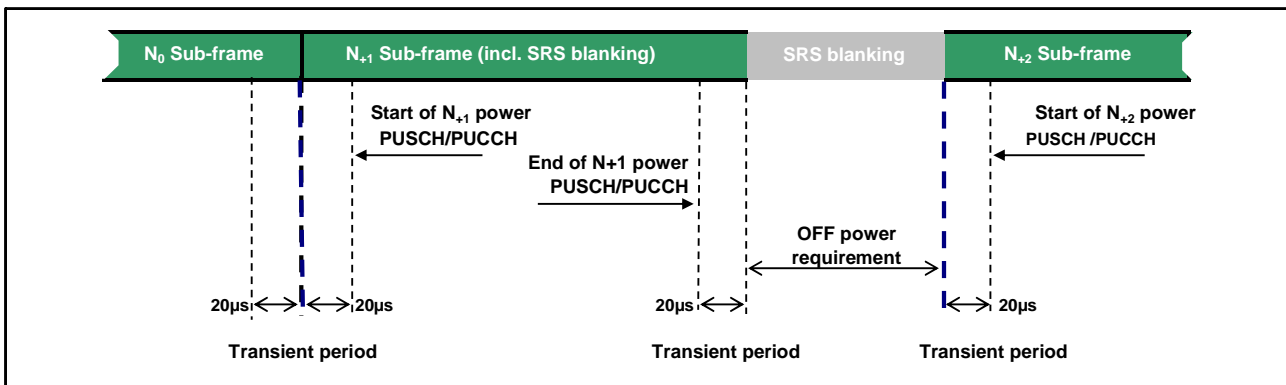 N₀ Sub-frame
N₊₁ Sub-frame (incl. SRS blanking)
SRS blanking
N₊₂ Sub-frame
Start of N₊₁ power
PUSCH/PUCCH
End of N+1 power
PUSCH/PUCCH
Start of N₊₂ power
PUSCH /PUCCH
OFF power
requirement
20µs
20µs
20µs
20µs
Transient period
Transient period
Transient period